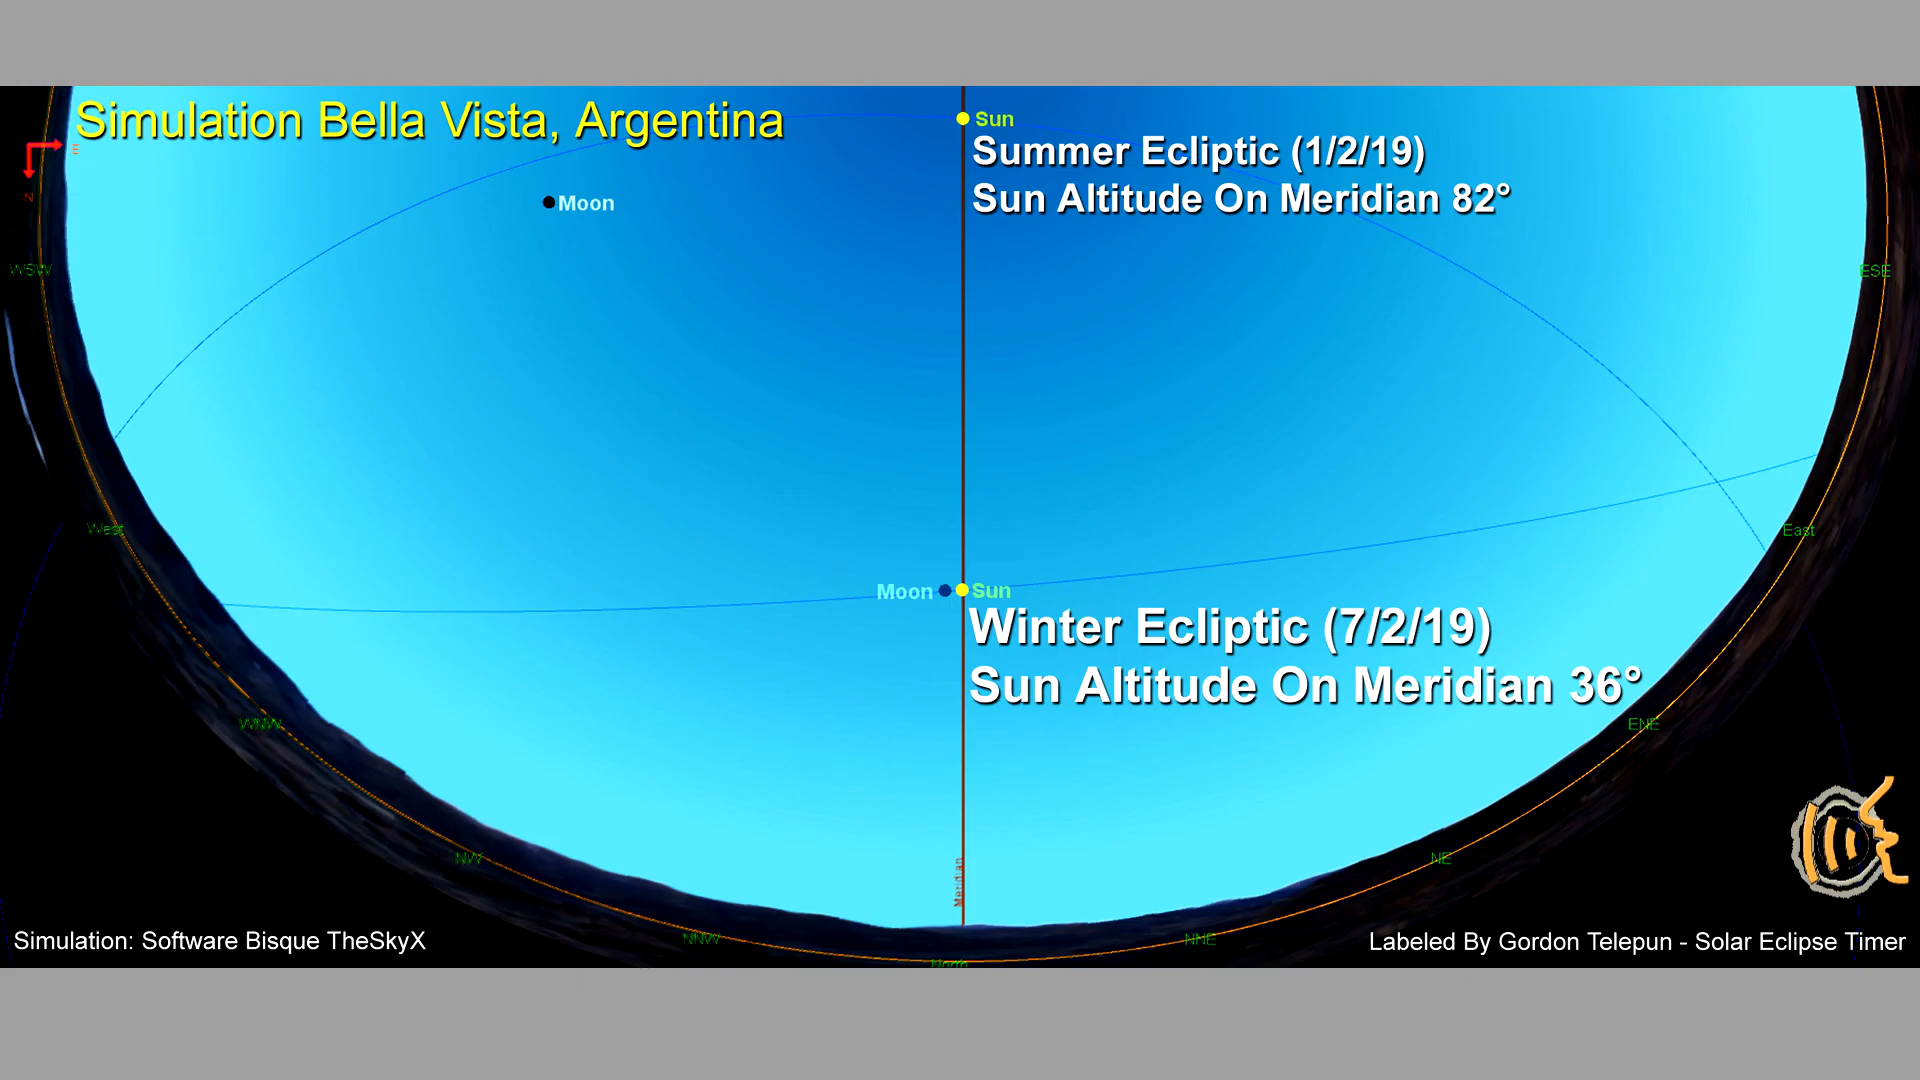 Simulation Bella Vista, Argentina
Sun
Summer Ecliptic (1/2/19)
Sun Altitude On Meridian 82°
E
N
Moon
WSW
ESE
West
East
Moon
Sun
Winter Ecliptic (7/2/19)
Sun Altitude On Meridian 36°
WNW
ENE
NW
NE
Meridian
NNW
NNE
North
Simulation: Software Bisque TheSkyX
Labeled By Gordon Telepun - Solar Eclipse Timer